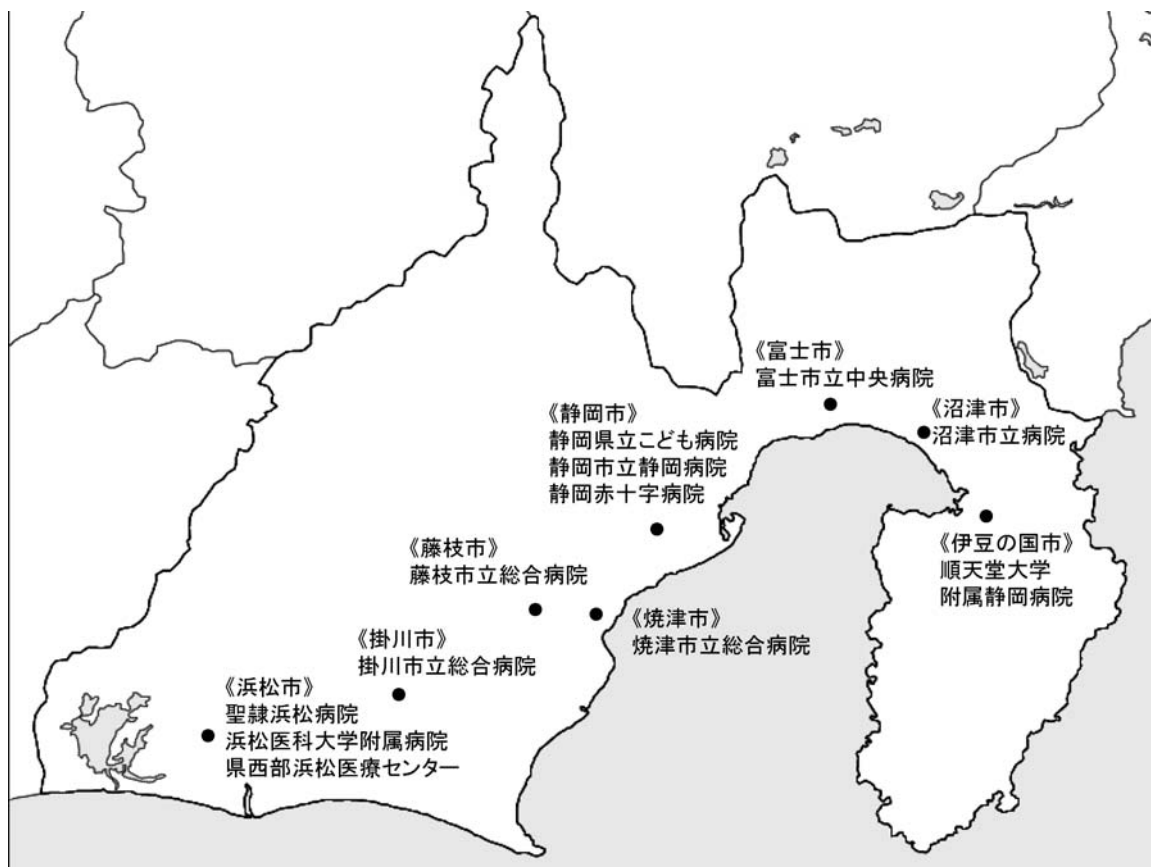 《富士市》
富士市立中央病院
《沼津市》
沼津市立病院
《静岡市》
静岡県立こども病院
静岡市立静岡病院
静岡赤十字病院
《伊豆の国市》
順天堂大学
附属静岡病院
《藤枝市》
藤枝市立総合病院
《焼津市》
焼津市立総合病院
《掛川市》
掛川市立総合病院
《浜松市》
聖隷浜松病院
浜松医科大学附属病院
県西部浜松医療センター